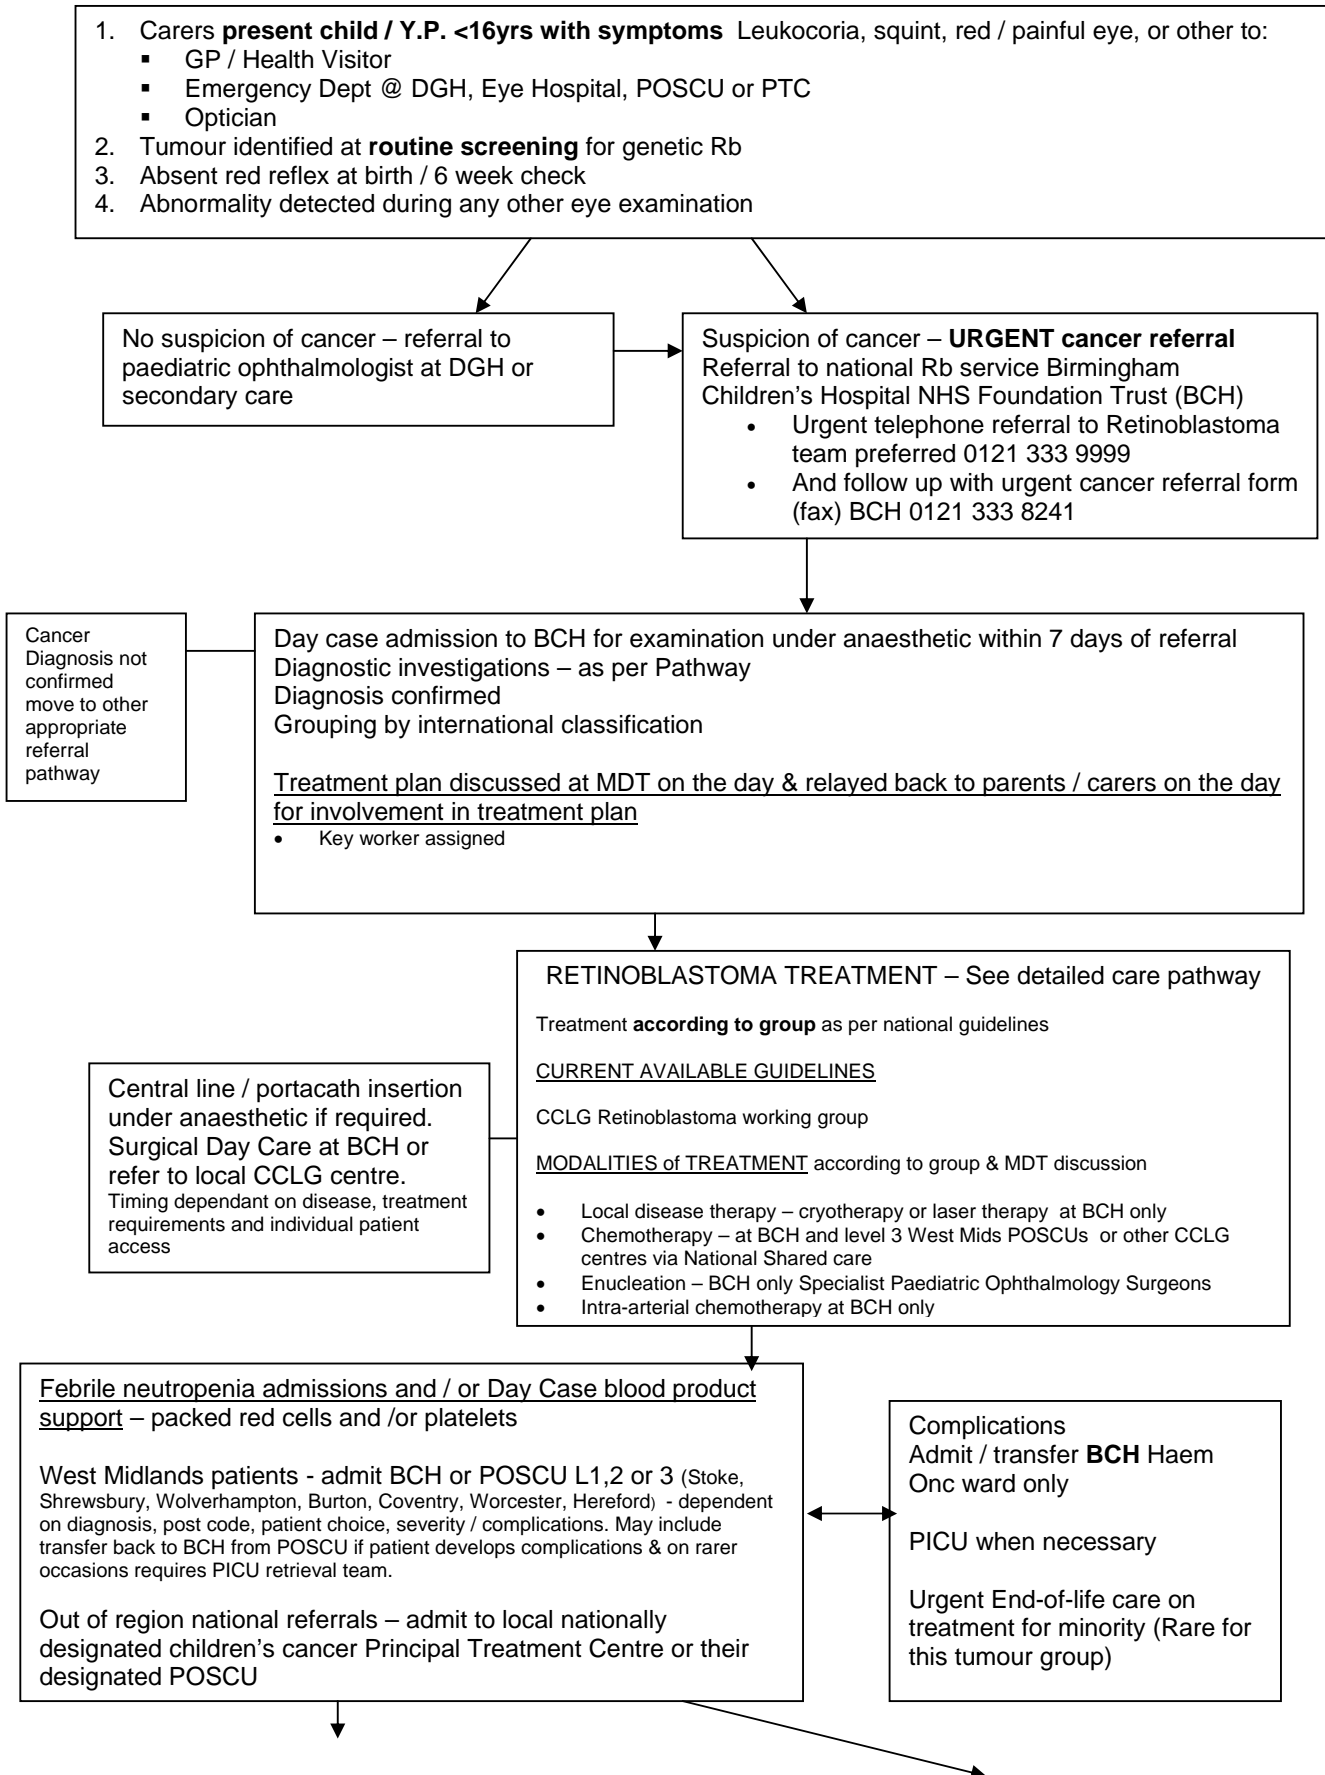 1. Carers present child / Y.P. <16yrs with symptoms Leukocoria, squint, red / painful eye, or other to:
▪ GP / Health Visitor
▪ Emergency Dept @ DGH, Eye Hospital, POSCU or PTC
▪ Optician
2. Tumour identified at routine screening for genetic Rb
3. Absent red reflex at birth / 6 week check
4. Abnormality detected during any other eye examination
No suspicion of cancer – referral to
paediatric ophthalmologist at DGH or
secondary care
Suspicion of cancer – URGENT cancer referral
Referral to national Rb service Birmingham
Children's Hospital NHS Foundation Trust (BCH)
• Urgent telephone referral to Retinoblastoma
team preferred 0121 333 9999
• And follow up with urgent cancer referral form
(fax) BCH 0121 333 8241
Cancer
Diagnosis not
confirmed
move to other
appropriate
referral
pathway
Day case admission to BCH for examination under anaesthetic within 7 days of referral
Diagnostic investigations – as per Pathway
Diagnosis confirmed
Grouping by international classification
Treatment plan discussed at MDT on the day & relayed back to parents / carers on the day
for involvement in treatment plan
• Key worker assigned
RETINOBLASTOMA TREATMENT – See detailed care pathway
Treatment according to group as per national guidelines
CURRENT AVAILABLE GUIDELINES
CCLG Retinoblastoma working group
MODALITIES of TREATMENT according to group & MDT discussion
• Local disease therapy – cryotherapy or laser therapy at BCH only
• Chemotherapy – at BCH and level 3 West Mids POSCUs or other CCLG
centres via National Shared care
• Enucleation – BCH only Specialist Paediatric Ophthalmology Surgeons
• Intra-arterial chemotherapy at BCH only
Central line / portacath insertion
under anaesthetic if required.
Surgical Day Care at BCH or
refer to local CCLG centre.
Timing dependant on disease, treatment
requirements and individual patient
access
Febrile neutropenia admissions and / or Day Case blood product
support – packed red cells and /or platelets
West Midlands patients - admit BCH or POSCU L1,2 or 3 (Stoke,
Shrewsbury, Wolverhampton, Burton, Coventry, Worcester, Hereford) - dependent
on diagnosis, post code, patient choice, severity / complications. May include
transfer back to BCH from POSCU if patient develops complications & on rarer
occasions requires PICU retrieval team.
Out of region national referrals – admit to local nationally
designated children's cancer Principal Treatment Centre or their
designated POSCU
Complications
Admit / transfer BCH Haem
Onc ward only
PICU when necessary
Urgent End-of-life care on
treatment for minority (Rare for
this tumour group)